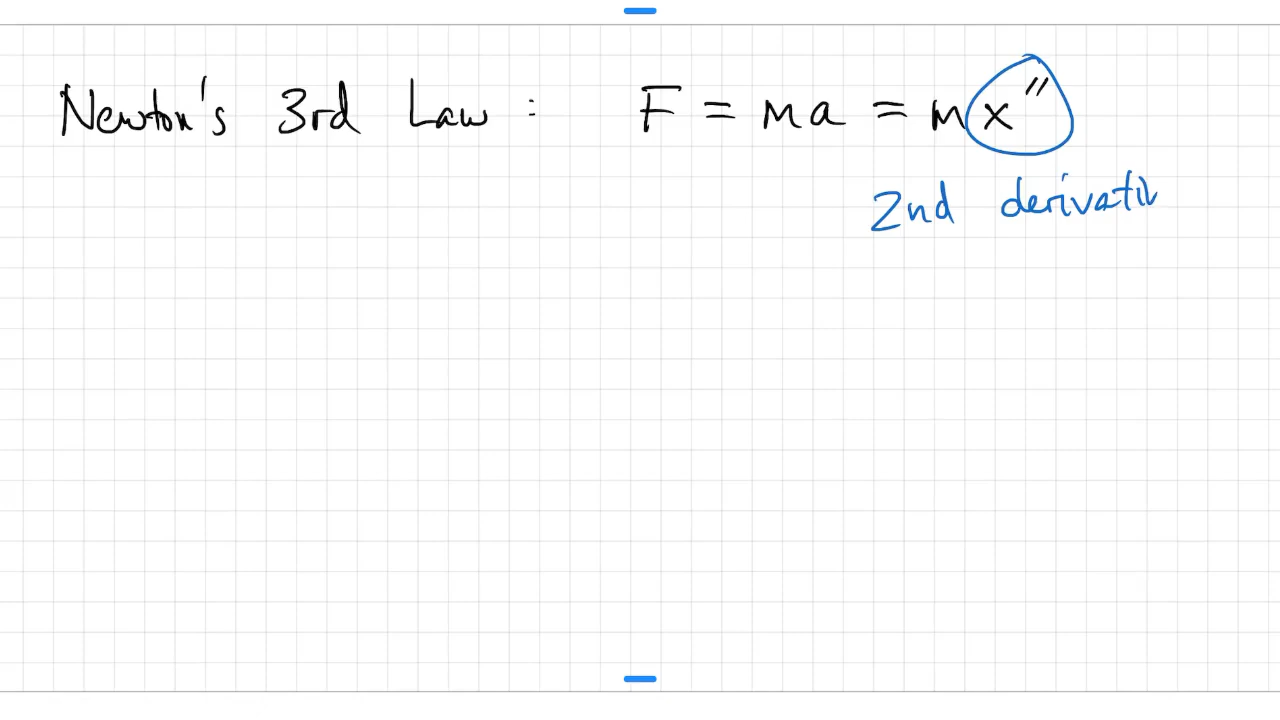 Newton's 3rd Law : F = ma = mx″
2nd derivativ